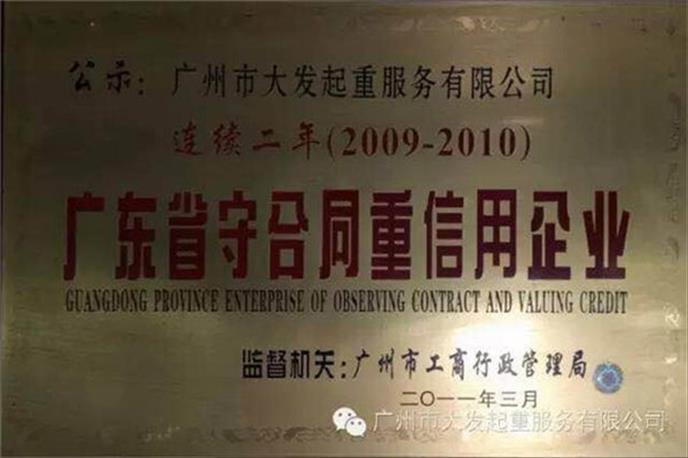 公示：广州市大发起重服务有限公司
连续二年(2009-2010)
广东省守合同重信用企业
GUANGDONG PROVINCE ENTERPRISE OF OBSERVING CONTRACT AND VALUING CREDIT
监督机关：广州市工商行政管理局
二〇一一年三月
广州市大发起重服务有限公司